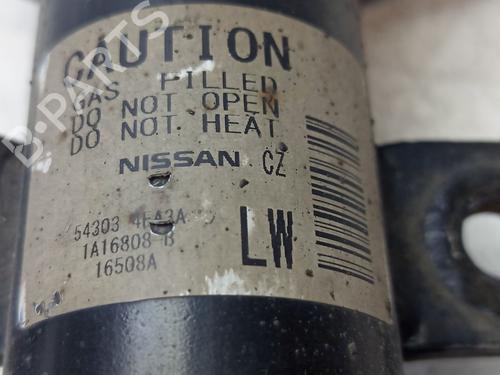 CAUTION
GAS FILLED
DO NOT OPEN
DO NOT HEAT
NISSAN CZ
54303
1A16808 B
16508A
LW
B-PARTS